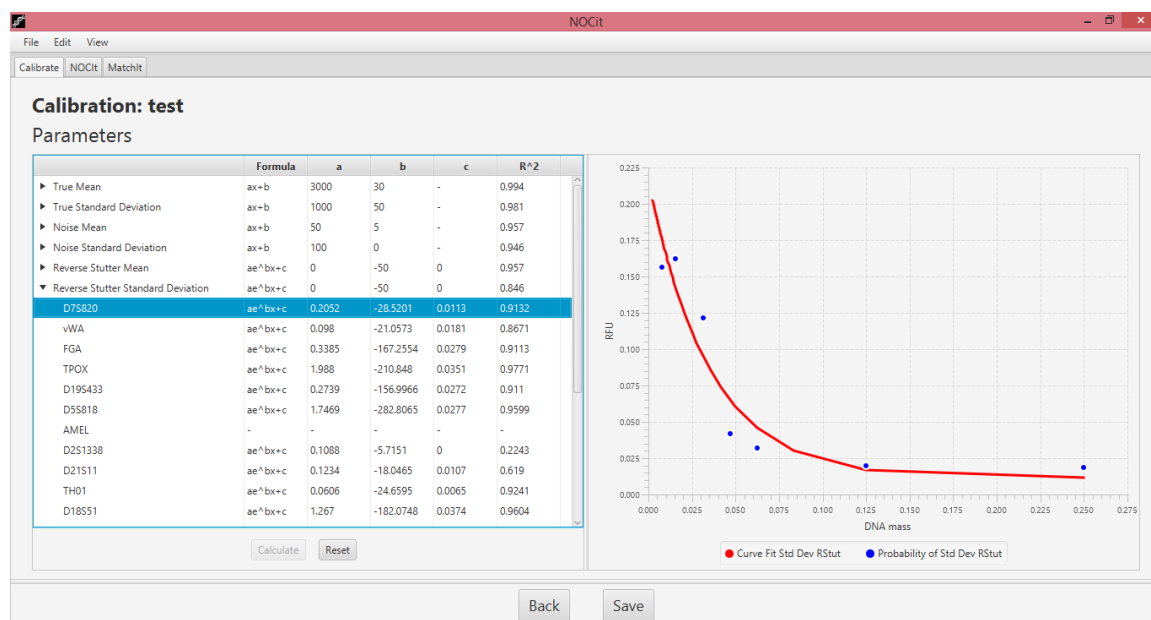 NOCit
File Edit View
Calibrate NOCIt MatchIt
Calibration: test
Parameters
Formula a b c R^2
True Mean ax+b 3000 30 - 0.994
True Standard Deviation ax+b 1000 50 - 0.981
Noise Mean ax+b 50 5 - 0.957
Noise Standard Deviation ax+b 100 0 - 0.946
Reverse Stutter Mean ae^bx+c 0 -50 0 0.957
Reverse Stutter Standard Deviation ae^bx+c 0 -50 0 0.846
D7S820 ae^bx+c 0.2052 -28.5201 0.0113 0.9132
vWA ae^bx+c 0.098 -21.0573 0.0181 0.8671
FGA ae^bx+c 0.3385 -167.2554 0.0279 0.9113
TPOX ae^bx+c 1.988 -210.848 0.0351 0.9771
D19S433 ae^bx+c 0.2739 -156.9966 0.0272 0.911
D5S818 ae^bx+c 1.7469 -282.8065 0.0277 0.9599
AMEL - - - - -
D2S1338 ae^bx+c 0.1088 -5.7151 0 0.2243
D21S11 ae^bx+c 0.1234 -18.0465 0.0107 0.619
TH01 ae^bx+c 0.0606 -24.6595 0.0065 0.9241
D18S51 ae^bx+c 1.267 -182.0748 0.0374 0.9604
Calculate Reset
0.225
0.200
0.175
0.150
0.125
0.100
0.075
0.050
0.025
0.000
RFU
0.000 0.025 0.050 0.075 0.100 0.125 0.150 0.175 0.200 0.225 0.250 0.275
DNA mass
Curve Fit Std Dev RStut Probability of Std Dev RStut
Back Save